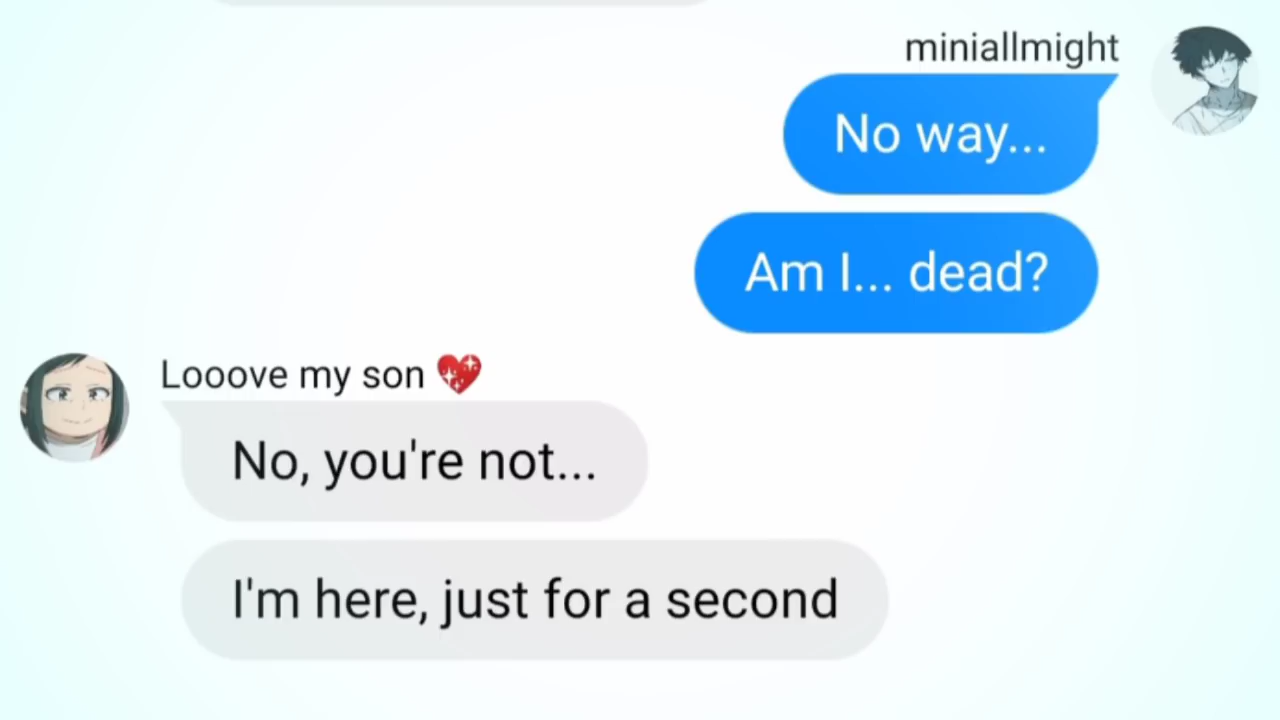 miniallmight
No way...
Am I... dead?
Looove my son 💖
No, you're not...
I'm here, just for a second